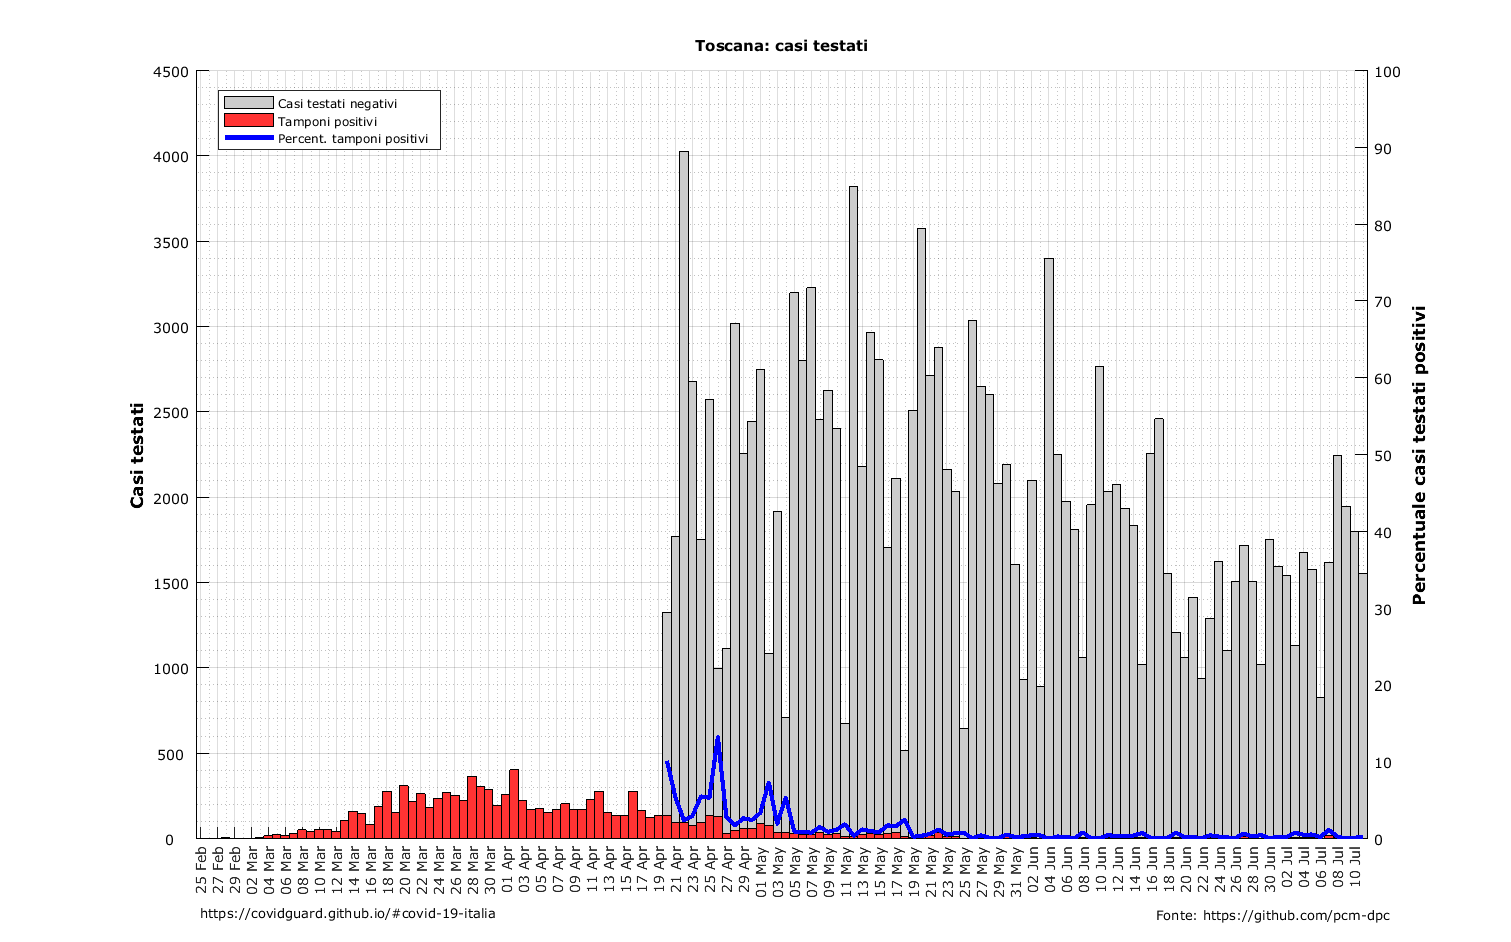 Toscana: casi testati
Casi testati negativi
Tamponi positivi
Percent. tamponi positivi
Casi testati
4500
4000
3500
3000
2500
2000
1500
1000
500
0
Percentuale casi testati positivi
100
90
80
70
60
50
40
30
20
10
0
25 Feb
27 Feb
29 Feb
02 Mar
04 Mar
06 Mar
08 Mar
10 Mar
12 Mar
14 Mar
16 Mar
18 Mar
20 Mar
22 Mar
24 Mar
26 Mar
28 Mar
30 Mar
01 Apr
03 Apr
05 Apr
07 Apr
09 Apr
11 Apr
13 Apr
15 Apr
17 Apr
19 Apr
21 Apr
23 Apr
25 Apr
27 Apr
29 Apr
01 May
03 May
05 May
07 May
09 May
11 May
13 May
15 May
17 May
19 May
21 May
23 May
25 May
27 May
29 May
31 May
02 Jun
04 Jun
06 Jun
08 Jun
10 Jun
12 Jun
14 Jun
16 Jun
18 Jun
20 Jun
22 Jun
24 Jun
26 Jun
28 Jun
30 Jun
02 Jul
04 Jul
06 Jul
08 Jul
10 Jul
https://covidguard.github.io/#covid-19-italia
Fonte: https://github.com/pcm-dpc